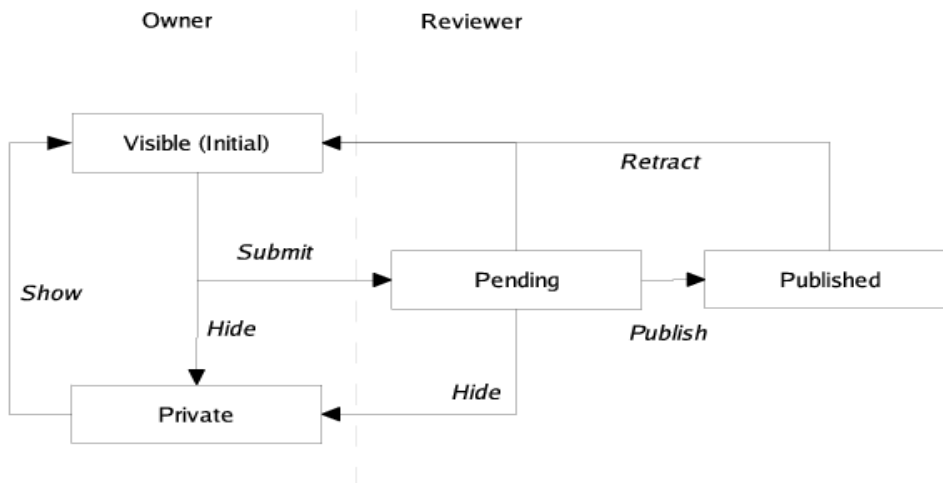 Owner
Reviewer
Visible (Initial)
Retract
Submit
Pending
Published
Show
Hide
Publish
Hide
Private